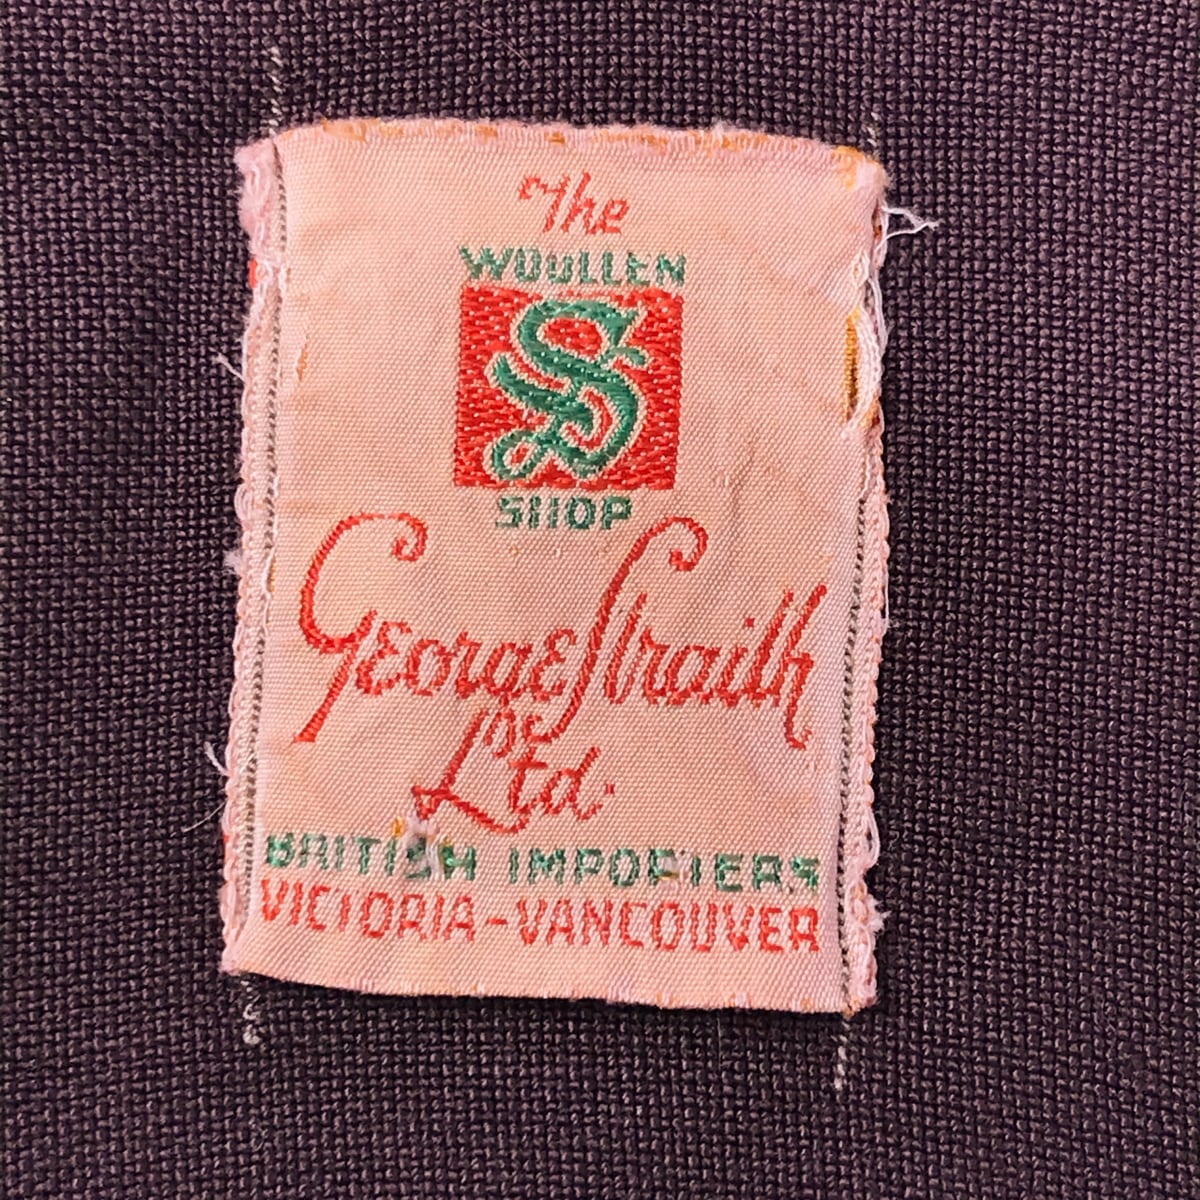 The
WOOLLEN
S
SHOP
George Straith
Ltd.
BRITISH IMPORTERS
VICTORIA-VANCOUVER